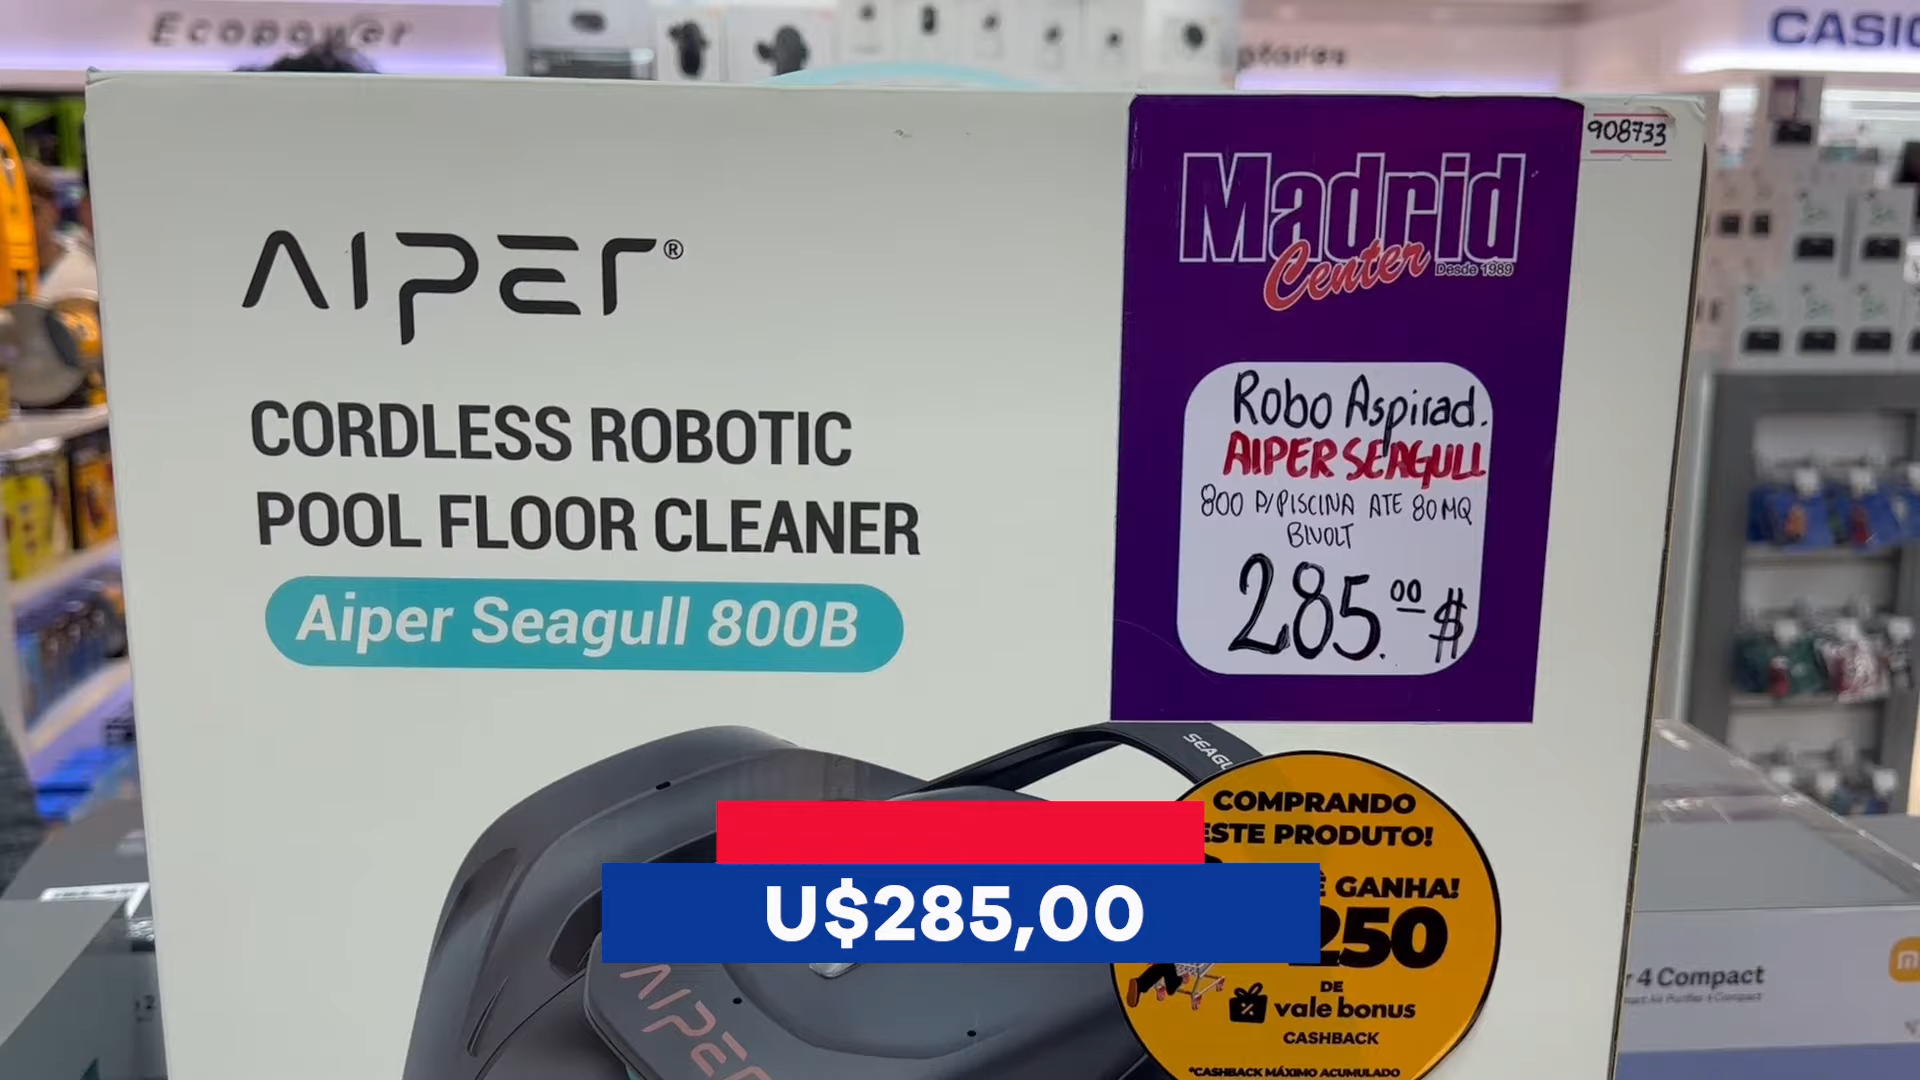 Ecopower
CASIO
908733
Madrid
Center
Desde 1989
AIPER®
CORDLESS ROBOTIC
POOL FLOOR CLEANER
Aiper Seagull 800B
Robo Aspirad.
AIPER SEAGULL
800 P/PISCINA ATE 80MQ
BIVOLT
285.00 $
SEAGU
COMPRANDO
ESTE PRODUTO!
Ê GANHA!
250
DE
vale bonus
CASHBACK
*CASHBACK MÁXIMO ACUMULADO
U$285,00
AIPER
r 4 Compact